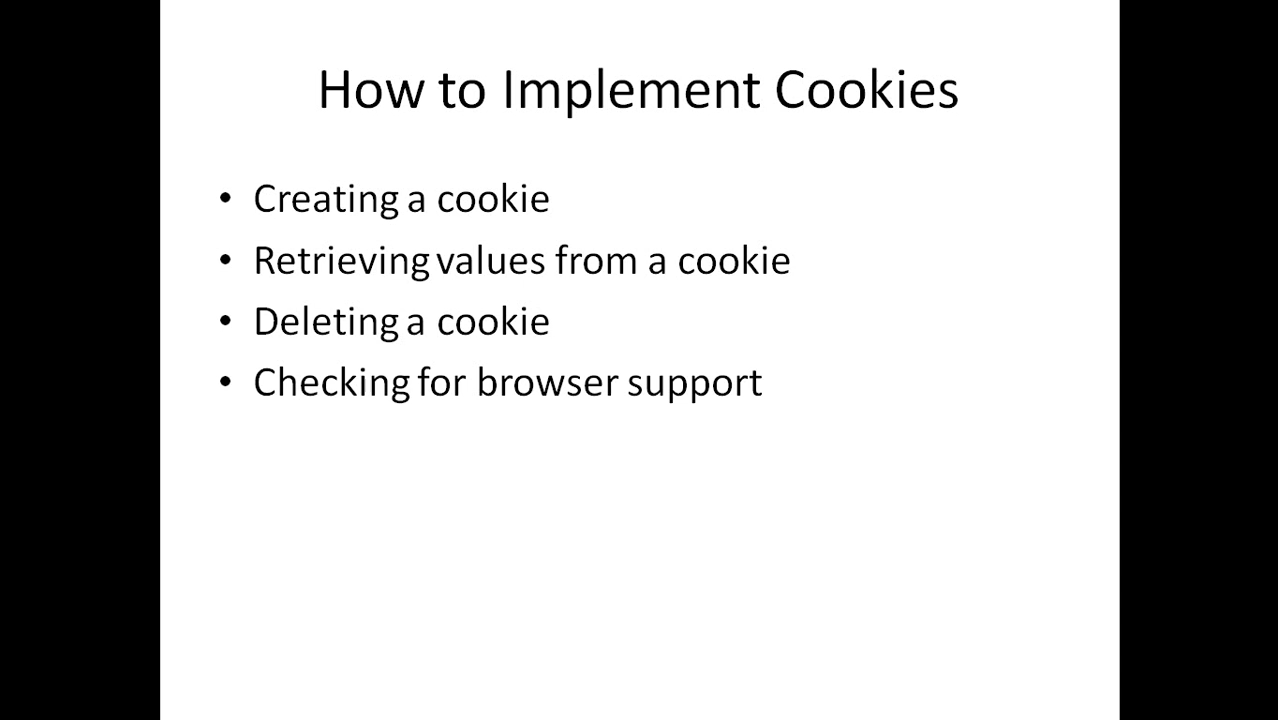 How to Implement Cookies
• Creating a cookie
• Retrieving values from a cookie
• Deleting a cookie
• Checking for browser support